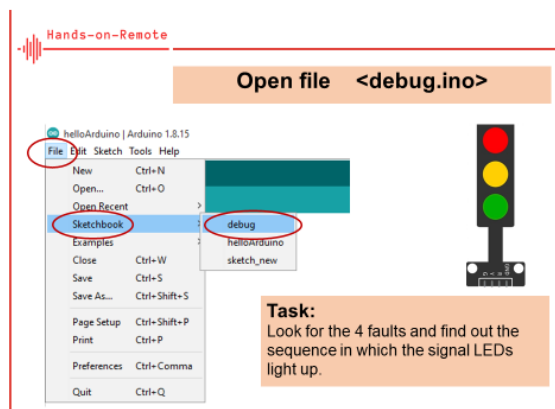 Hands-on-Remote
Open file <debug.ino>
helloArduino | Arduino 1.8.15
File Edit Sketch Tools Help
New Ctrl+N
Open... Ctrl+O
Open Recent >
Sketchbook
debug
Examples
helloArduino
Close Ctrl+W
sketch_new
Save Ctrl+S
Save As... Ctrl+Shift+S
Page Setup Ctrl+Shift+P
Print Ctrl+P
Preferences Ctrl+Comma
Quit Ctrl+Q
Task:
Look for the 4 faults and find out the
sequence in which the signal LEDs
light up.